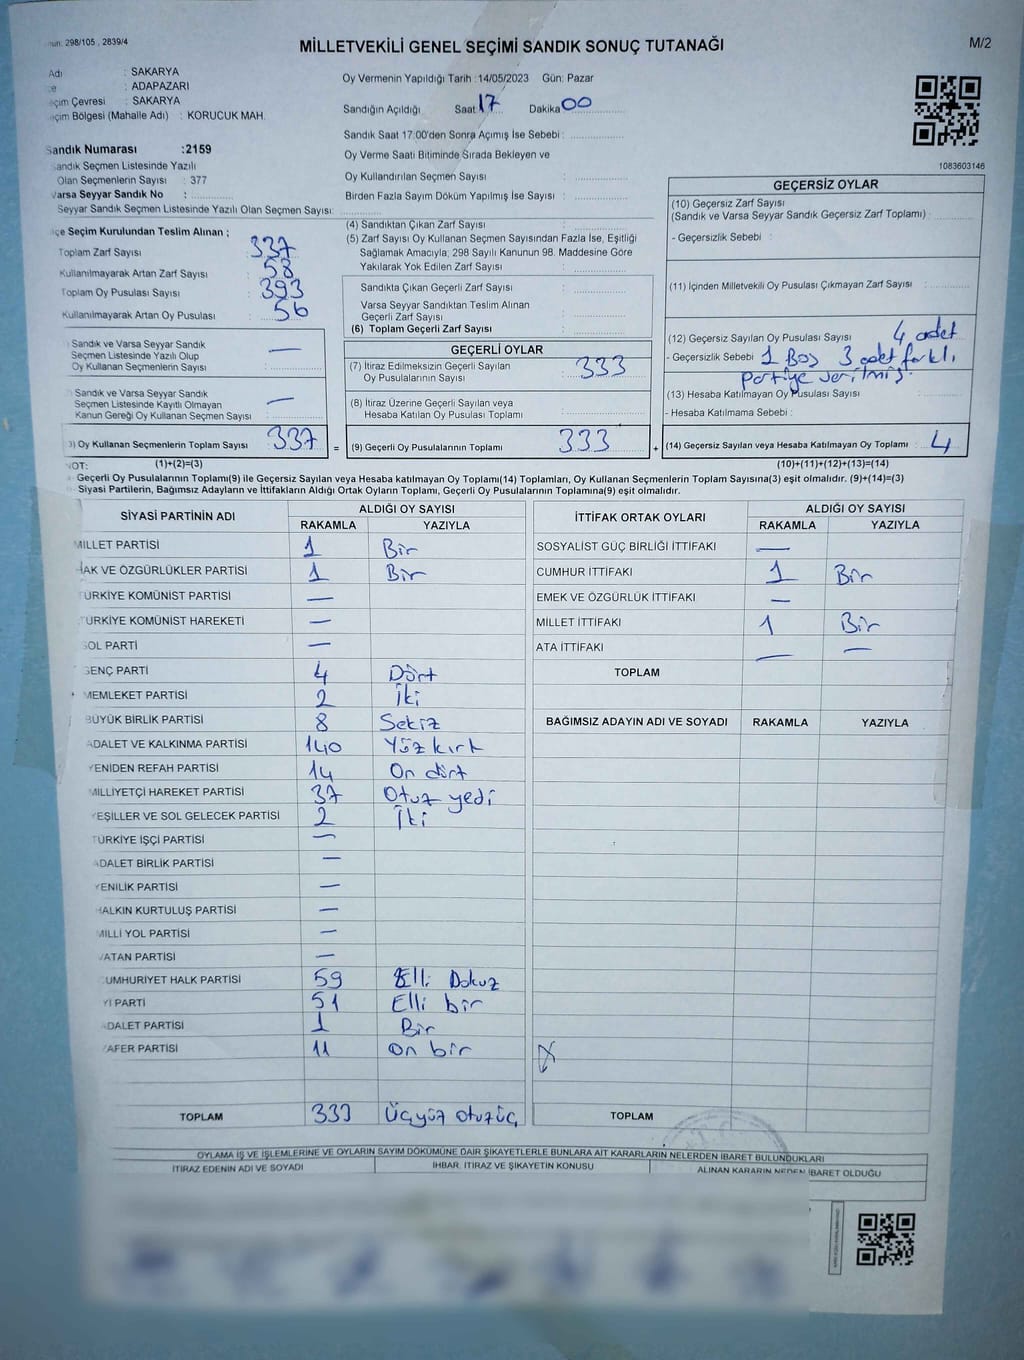 298/105 , 2839/4
MİLLETVEKİLİ GENEL SEÇİMİ SANDIK SONUÇ TUTANAĞI
M/2
Adı : SAKARYA
: ADAPAZARI
Seçim Çevresi : SAKARYA
Seçim Bölgesi (Mahalle Adı) : KORUCUK MAH.
Sandık Numarası :2159
Sandık Seçmen Listesinde Yazılı
Olan Seçmenlerin Sayısı : 377
Varsa Seyyar Sandık No :
Seyyar Sandık Seçmen Listesinde Yazılı Olan Seçmen Sayısı:
Oy Vermenin Yapıldığı Tarih :14/05/2023 Gün: Pazar
Sandığın Açıldığı Saat 17 Dakika 00
Sandık Saat 17:00'den Sonra Açımış İse Sebebi :
Oy Verme Saati Bitiminde Sırada Bekleyen ve
Oy Kullandırılan Seçmen Sayısı :
Birden Fazla Sayım Döküm Yapılmış İse Sayısı :
1083603146
İlçe Seçim Kurulundan Teslim Alınan ;
Toplam Zarf Sayısı 337
Kullanılmayarak Artan Zarf Sayısı 58
Toplam Oy Pusulası Sayısı 393
Kullanılmayarak Artan Oy Pusulası 56
Sandık ve Varsa Seyyar Sandık
Seçmen Listesinde Yazılı Olup
Oy Kullanan Seçmenlerin Sayısı : —
Sandık ve Varsa Seyyar Sandık
Seçmen Listesinde Kayıtlı Olmayan
Kanun Gereği Oy Kullanan Seçmen Sayısı : —
(3) Oy Kullanan Seçmenlerin Toplam Sayısı : 337 =
(4) Sandıktan Çıkan Zarf Sayısı :
(5) Zarf Sayısı Oy Kullanan Seçmen Sayısından Fazla İse, Eşitliği
Sağlamak Amacıyla; 298 Sayılı Kanunun 98. Maddesine Göre
Yakılarak Yok Edilen Zarf Sayısı :
Sandıkta Çıkan Geçerli Zarf Sayısı :
Varsa Seyyar Sandıktan Teslim Alınan
Geçerli Zarf Sayısı :
(6) Toplam Geçerli Zarf Sayısı :
GEÇERLİ OYLAR
(7) İtiraz Edilmeksizin Geçerli Sayılan
Oy Pusulalarının Sayısı : 333
(8) İtiraz Üzerine Geçerli Sayılan veya
Hesaba Katılan Oy Pusulası Toplamı :
(9) Geçerli Oy Pusulalarının Toplamı : 333 +
GEÇERSİZ OYLAR
(10) Geçersiz Zarf Sayısı
(Sandık ve Varsa Seyyar Sandık Geçersiz Zarf Toplamı) :
- Geçersizlik Sebebi :
(11) İçinden Milletvekili Oy Pusulası Çıkmayan Zarf Sayısı :
(12) Geçersiz Sayılan Oy Pusulası Sayısı : 4 adet
- Geçersizlik Sebebi 1 Boş 3 adet farklı
partiye verilmiş.
(13) Hesaba Katılmayan Oy Pusulası Sayısı :
- Hesaba Katılmama Sebebi :
(14) Geçersiz Sayılan veya Hesaba Katılmayan Oy Toplamı : 4
NOT: (1)+(2)=(3) (10)+(11)+(12)+(13)=(14)
Geçerli Oy Pusulalarının Toplamı(9) ile Geçersiz Sayılan veya Hesaba katılmayan Oy Toplamı(14) Toplamları, Oy Kullanan Seçmenlerin Toplam Sayısına(3) eşit olmalıdır. (9)+(14)=(3)
Siyasi Partilerin, Bağımsız Adayların ve İttifakların Aldığı Ortak Oyların Toplamı, Geçerli Oy Pusulalarının Toplamına(9) eşit olmalıdır.
SİYASİ PARTİNİN ADI ALDIĞI OY SAYISI
RAKAMLA YAZIYLA
MİLLET PARTİSİ 1 Bir
HAK VE ÖZGÜRLÜKLER PARTİSİ 1 Bir
TÜRKİYE KOMÜNİST PARTİSİ —
TÜRKİYE KOMÜNİST HAREKETİ —
SOL PARTİ —
GENÇ PARTİ 4 Dört
MEMLEKET PARTİSİ 2 İki
BÜYÜK BİRLİK PARTİSİ 8 Sekiz
ADALET VE KALKINMA PARTİSİ 140 Yüz kırk
YENİDEN REFAH PARTİSİ 14 On dört
MİLLİYETÇİ HAREKET PARTİSİ 37 Otuz yedi
YEŞİLLER VE SOL GELECEK PARTİSİ 2 İki
TÜRKİYE İŞÇİ PARTİSİ —
ADALET BİRLİK PARTİSİ —
YENİLİK PARTİSİ —
HALKIN KURTULUŞ PARTİSİ —
MİLLİ YOL PARTİSİ —
VATAN PARTİSİ —
CUMHURİYET HALK PARTİSİ 59 Elli Dokuz
İYİ PARTİ 51 Elli bir
ADALET PARTİSİ 1 Bir
ZAFER PARTİSİ 11 On bir
TOPLAM 333 Üçyüz otuzüç
İTTİFAK ORTAK OYLARI ALDIĞI OY SAYISI
RAKAMLA YAZIYLA
SOSYALİST GÜÇ BİRLİĞİ İTTİFAKI —
CUMHUR İTTİFAKI 1 Bir
EMEK VE ÖZGÜRLÜK İTTİFAKI —
MİLLET İTTİFAKI 1 Bir
ATA İTTİFAKI — —
TOPLAM
BAĞIMSIZ ADAYIN ADI VE SOYADI RAKAMLA YAZIYLA
TOPLAM
OYLAMA İŞ VE İŞLEMLERİNE VE OYLARIN SAYIM DÖKÜMÜNE DAİR ŞİKAYETLERLE BUNLARA AİT KARARLARIN NELERDEN İBARET BULUNDUKLARI
İTİRAZ EDENİN ADI VE SOYADI İHBAR, İTİRAZ VE ŞİKAYETİN KONUSU ALINAN KARARIN NEDEN İBARET OLDUĞU